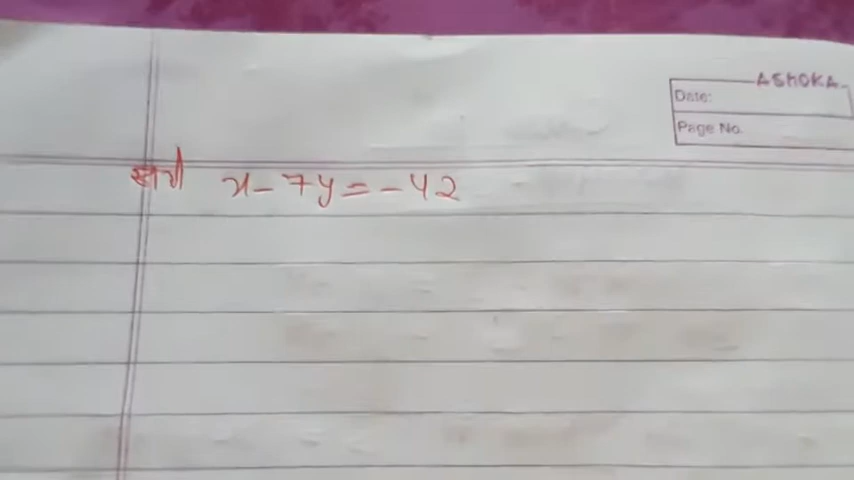 ASHOKA
Date:
Page No.
x - 7y = - 42